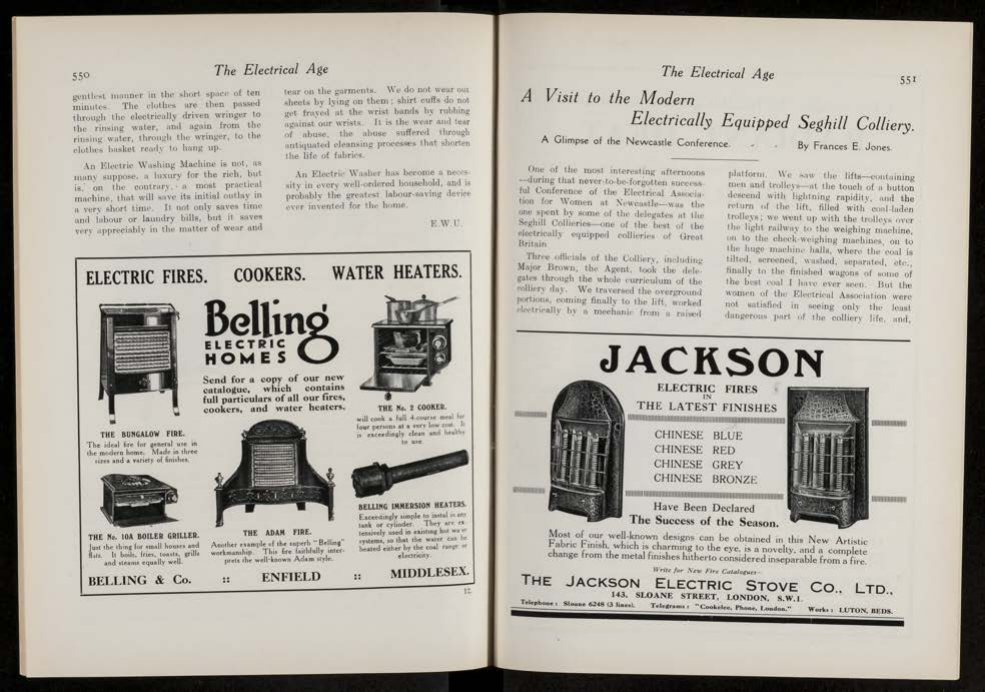 550
The Electrical Age
gentlest manner in the short space of ten
minutes. The clothes are then passed
through the electrically driven wringer to
the rinsing water, and again from the
rinsing water, through the wringer, to the
clothes basket ready to hang up.
An Electric Washing Machine is not, as
many suppose, a luxury for the rich, but
is, on the contrary, a most practical
machine, that will save its initial outlay in
a very short time. It not only saves time
and labour or laundry bills, but it saves
very appreciably in the matter of wear and
tear on the garments. We do not wear out
sheets by lying on them; shirt cuffs do not
get frayed at the wrist bands by rubbing
against our wrists. It is the wear and tear
of abuse, the abuse suffered through
antiquated cleansing processes that shorten
the life of fabrics.
An Electric Washer has become a neces-
sity in every well-ordered household, and is
probably the greatest labour-saving device
ever invented for the home.
E.W.U.
ELECTRIC FIRES. COOKERS. WATER HEATERS.
Belling
ELECTRIC
HOMES
Send for a copy of our new
catalogue, which contains
full particulars of all our fires,
cookers, and water heaters.
THE BUNGALOW FIRE.
The ideal fire for general use in
the modern home. Made in three
sizes and a variety of finishes.
THE No. 2 COOKER.
will cook a full 4-course meal for
four persons at a very low cost. It
is exceedingly clean and healthy
to use
THE No. 10A BOILER GRILLER.
Just the thing for small houses and
flats. It boils, fries, toasts, grills
and steams equally well.
THE ADAM FIRE.
Another example of the superb "Belling"
workmanship. This fire faithfully inter-
prets the well-known Adam style.
BELLING IMMERSION HEATERS.
Exceedingly simple to instal in any
tank or cylinder. They are ex
tensively used in existing hot water
systems, so that the water can be
heated either by the coal range or
electricity.
BELLING & Co. :: ENFIELD :: MIDDLESEX.
The Electrical Age
551
A Visit to the Modern
Electrically Equipped Seghill Colliery.
A Glimpse of the Newcastle Conference. - - By Frances E. Jones.
One of the most interesting afternoons
—during that never-to-be-forgotten success-
ful Conference of the Electrical Associa-
tion for Women at Newcastle—was the
one spent by some of the delegates at the
Seghill Collieries—one of the best of the
electrically equipped collieries of Great
Britain
Three officials of the Colliery, including
Major Brown, the Agent, took the dele-
gates through the whole curriculum of the
colliery day. We traversed the overground
portions, coming finally to the lift, worked
electrically by a mechanic from a raised
platform. We saw the lifts—containing
men and trolleys—at the touch of a button
descend with lightning rapidity, and the
return of the lift, filled with coal-laden
trolleys; we went up with the trolleys over
the light railway to the weighing machine,
on to the check-weighing machines, on to
the huge machine halls, where the coal is
tilted, screened, washed, separated, etc.,
finally to the finished wagons of some of
the best coal I have ever seen. But the
women of the Electrical Association were
not satisfied in seeing only the least
dangerous part of the colliery life, and,
JACKSON
ELECTRIC FIRES
IN
THE LATEST FINISHES
CHINESE BLUE
CHINESE RED
CHINESE GREY
CHINESE BRONZE
Have Been Declared
The Success of the Season.
Most of our well-known designs can be obtained in this New Artistic
Fabric Finish, which is charming to the eye, is a novelty, and a complete
change from the metal finishes hitherto considered inseparable from a fire.
Write for New Fire Catalogue—
THE JACKSON ELECTRIC STOVE CO., LTD.,
143, SLOANE STREET, LONDON, S.W.1.
Telephone: Sloane 6248 (3 lines). Telegrams: "Cookelec, Phone, London." Works: LUTON, BEDS.